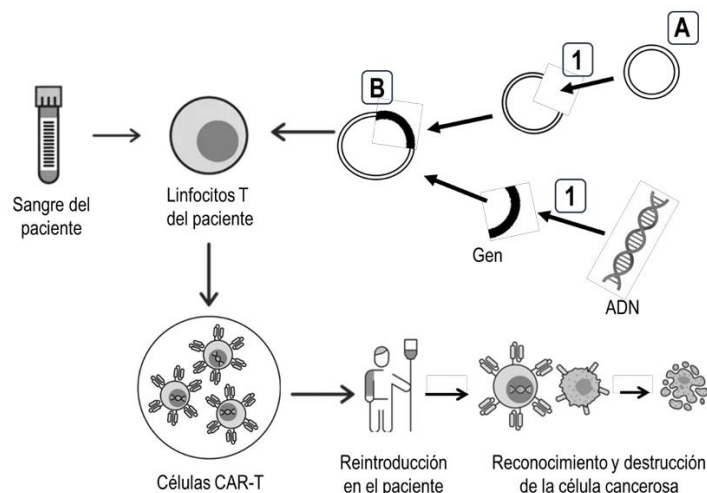 A
1
B
Sangre del
paciente
Linfocitos T
del paciente
1
Gen
ADN
Células CAR-T
Reintroducción
en el paciente
Reconocimiento y destrucción
de la célula cancerosa